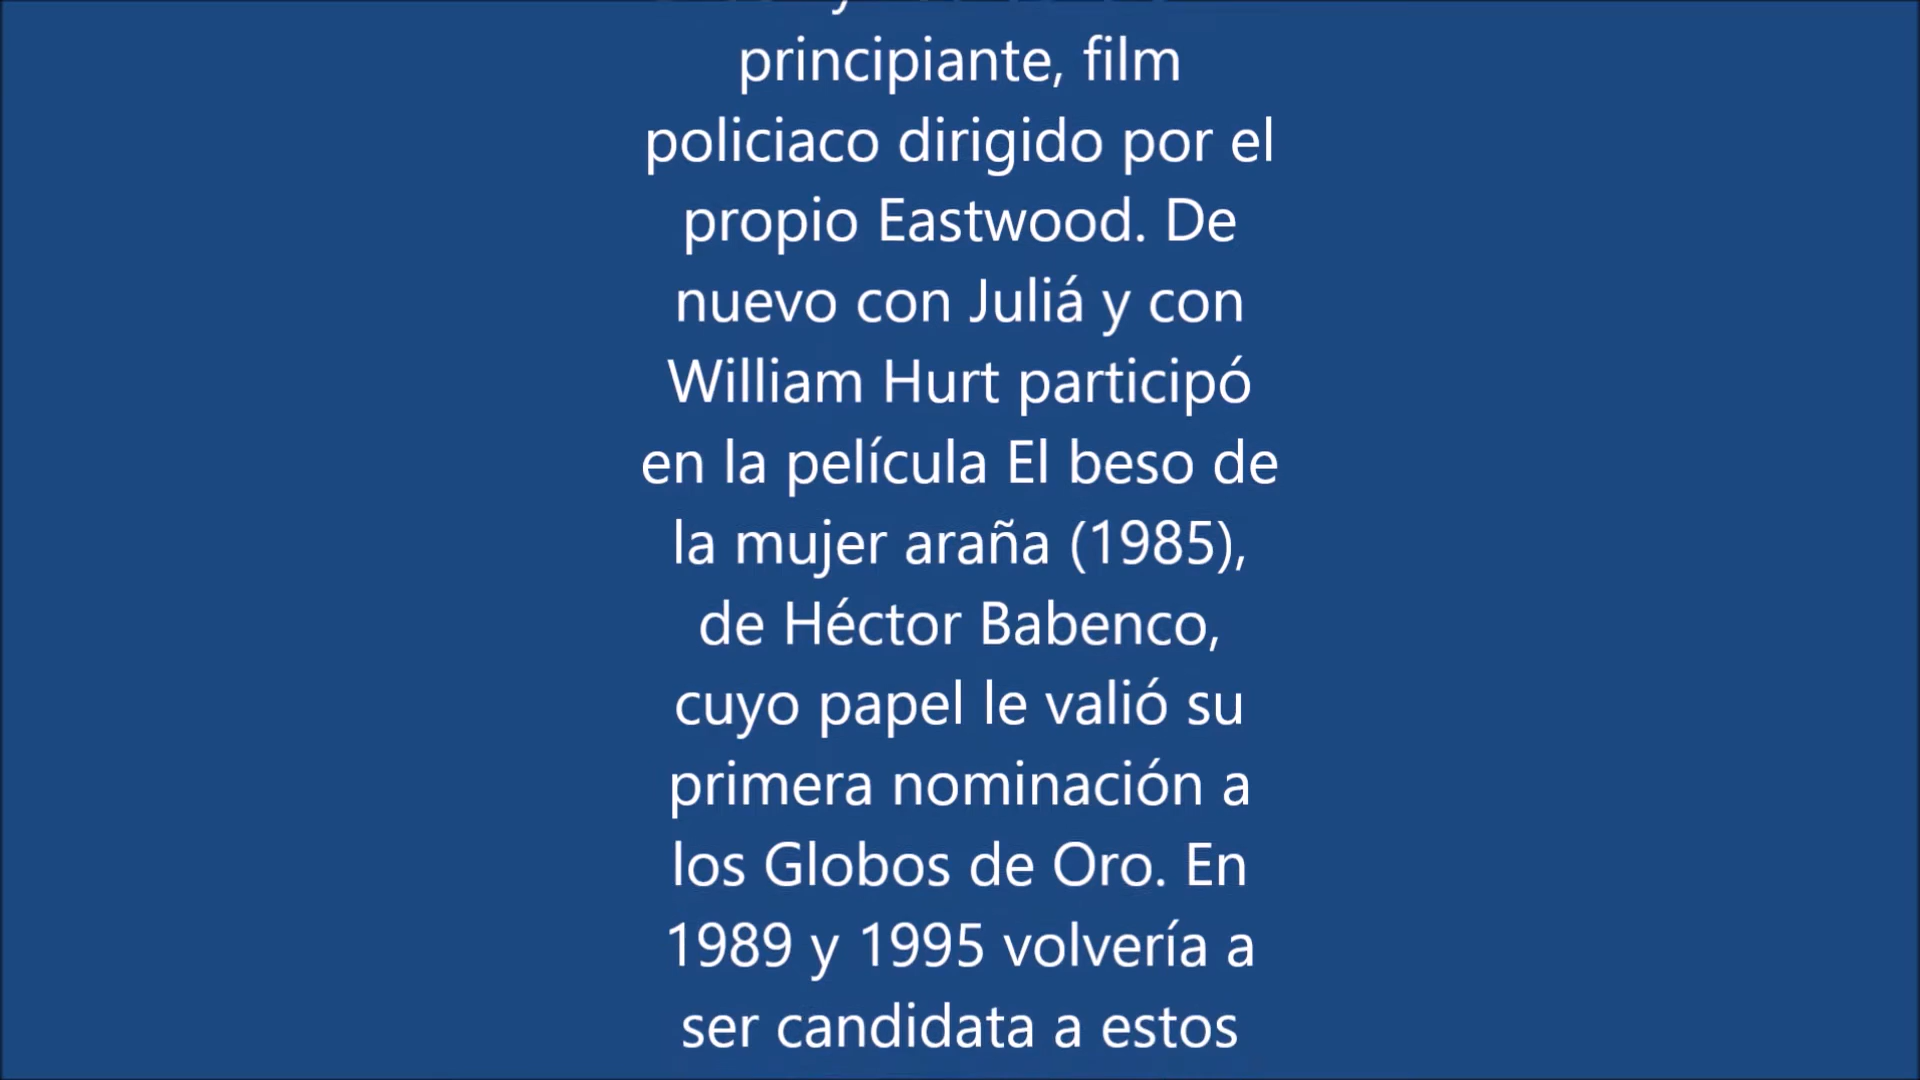 principiante, film
policiaco dirigido por el
propio Eastwood. De
nuevo con Juliá y con
William Hurt participó
en la película El beso de
la mujer araña (1985),
de Héctor Babenco,
cuyo papel le valió su
primera nominación a
los Globos de Oro. En
1989 y 1995 volvería a
ser candidata a estos